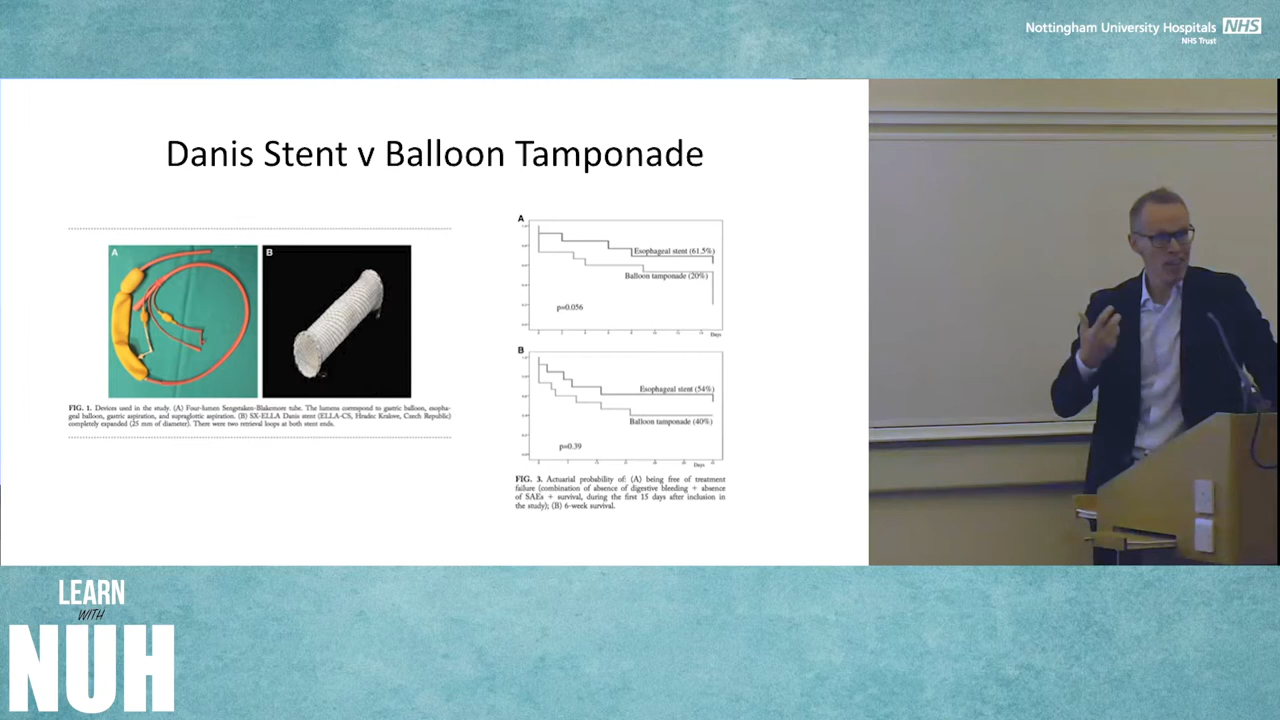 Nottingham University Hospitals NHS
NHS Trust
Danis Stent v Balloon Tamponade
A
B
FIG. 1. Devices used in the study. (A) Four-lumen Sengstaken-Blakemore tube. The lumens correspond to gastric balloon, esopha-
geal balloon, gastric aspiration, and supraglottic aspiration. (B) SX-ELLA Danis stent (ELLA-CS, Hradec Kralove, Czech Republic)
completely expanded (25 mm of diameter). There were two retrieval loops at both stent ends.
A
Esophageal stent (61.5%)
Balloon tamponade (20%)
p=0.056
Days
B
Esophageal stent (54%)
Balloon tamponade (40%)
p=0.39
Days
FIG. 3. Actuarial probability of: (A) being free of treatment
failure (combination of absence of digestive bleeding + absence
of SAEs + survival, during the first 15 days after inclusion in
the study); (B) 6-week survival.
LEARN
WITH
NUH